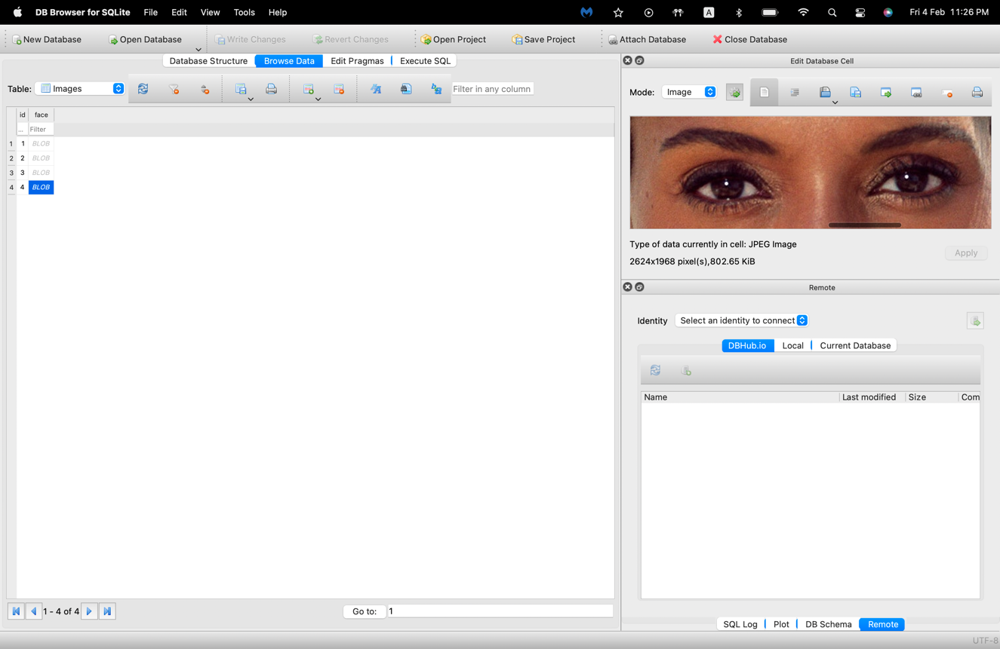 DB Browser for SQLite File Edit View Tools Help A Fri 4 Feb 11:26 PM
New Database Open Database Write Changes Revert Changes Open Project Save Project Attach Database Close Database
Database Structure Browse Data Edit Pragmas Execute SQL
Table: Images Filter in any column
id face
... Filter
1 1 BLOB
2 2 BLOB
3 3 BLOB
4 4 BLOB
1 - 4 of 4 Go to: 1
Edit Database Cell
Mode: Image
Type of data currently in cell: JPEG Image
Apply
2624x1968 pixel(s),802.65 KiB
Remote
Identity Select an identity to connect
DBHub.io Local Current Database
Name Last modified Size Com
SQL Log Plot DB Schema Remote
UTF-8